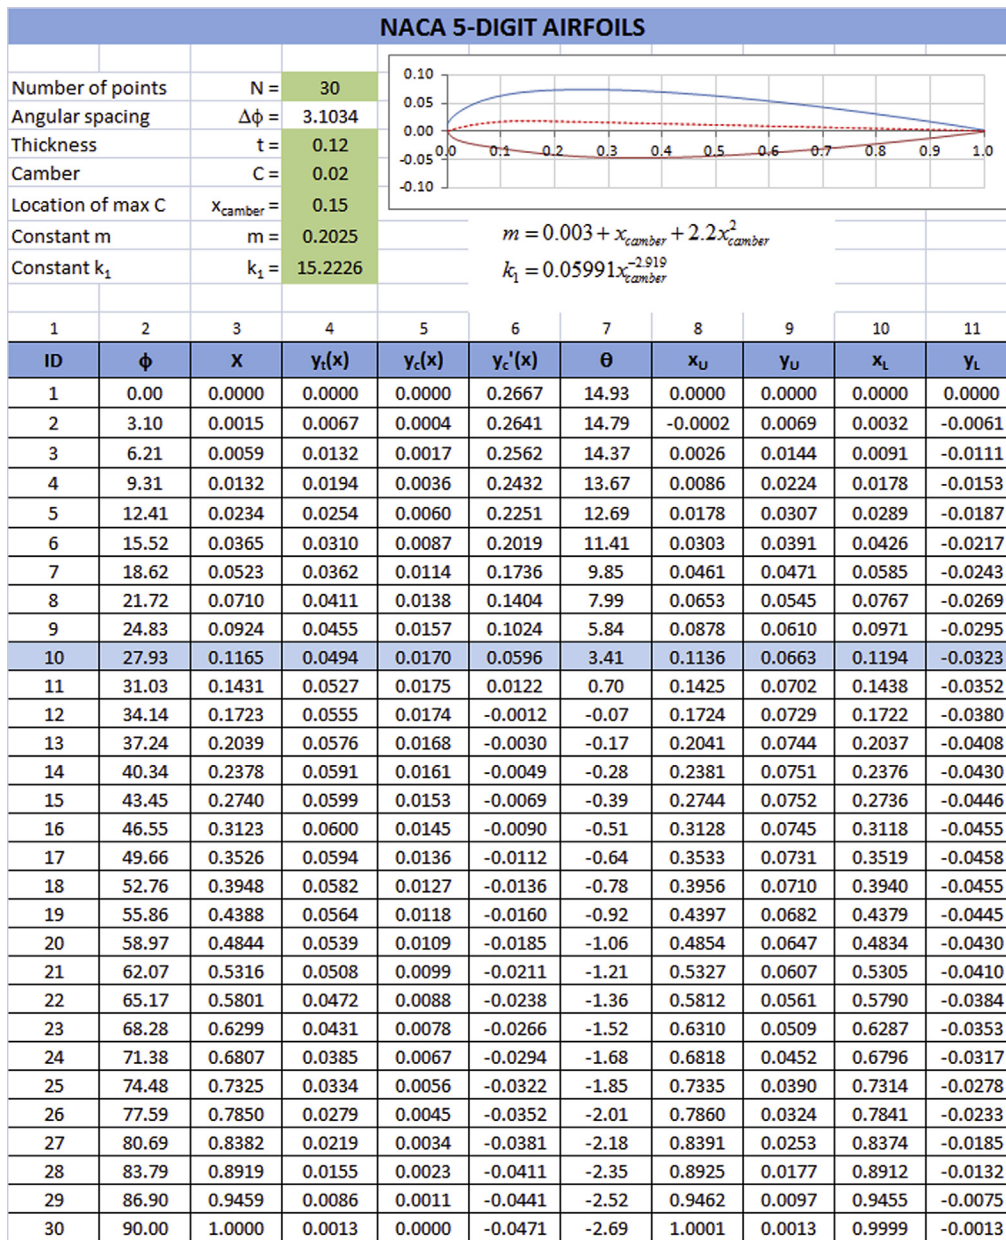 NACA 5-DIGIT AIRFOILS
Number of points N = 30
Angular spacing Δϕ = 3.1034
Thickness t = 0.12
Camber C = 0.02
Location of max C x_camber = 0.15
Constant m m = 0.2025
Constant k₁ k₁ = 15.2226
0.10
0.05
0.00
-0.05
-0.10
0.0 0.1 0.2 0.3 0.4 0.5 0.6 0.7 0.8 0.9 1.0
m = 0.003 + x_camber + 2.2x²_camber
k₁ = 0.05991x_camber^-2.919
1 2 3 4 5 6 7 8 9 10 11
ID ϕ X yₜ(x) y_c(x) y_c'(x) θ x_U y_U x_L y_L
1 0.00 0.0000 0.0000 0.0000 0.2667 14.93 0.0000 0.0000 0.0000 0.0000
2 3.10 0.0015 0.0067 0.0004 0.2641 14.79 -0.0002 0.0069 0.0032 -0.0061
3 6.21 0.0059 0.0132 0.0017 0.2562 14.37 0.0026 0.0144 0.0091 -0.0111
4 9.31 0.0132 0.0194 0.0036 0.2432 13.67 0.0086 0.0224 0.0178 -0.0153
5 12.41 0.0234 0.0254 0.0060 0.2251 12.69 0.0178 0.0307 0.0289 -0.0187
6 15.52 0.0365 0.0310 0.0087 0.2019 11.41 0.0303 0.0391 0.0426 -0.0217
7 18.62 0.0523 0.0362 0.0114 0.1736 9.85 0.0461 0.0471 0.0585 -0.0243
8 21.72 0.0710 0.0411 0.0138 0.1404 7.99 0.0653 0.0545 0.0767 -0.0269
9 24.83 0.0924 0.0455 0.0157 0.1024 5.84 0.0878 0.0610 0.0971 -0.0295
10 27.93 0.1165 0.0494 0.0170 0.0596 3.41 0.1136 0.0663 0.1194 -0.0323
11 31.03 0.1431 0.0527 0.0175 0.0122 0.70 0.1425 0.0702 0.1438 -0.0352
12 34.14 0.1723 0.0555 0.0174 -0.0012 -0.07 0.1724 0.0729 0.1722 -0.0380
13 37.24 0.2039 0.0576 0.0168 -0.0030 -0.17 0.2041 0.0744 0.2037 -0.0408
14 40.34 0.2378 0.0591 0.0161 -0.0049 -0.28 0.2381 0.0751 0.2376 -0.0430
15 43.45 0.2740 0.0599 0.0153 -0.0069 -0.39 0.2744 0.0752 0.2736 -0.0446
16 46.55 0.3123 0.0600 0.0145 -0.0090 -0.51 0.3128 0.0745 0.3118 -0.0455
17 49.66 0.3526 0.0594 0.0136 -0.0112 -0.64 0.3533 0.0731 0.3519 -0.0458
18 52.76 0.3948 0.0582 0.0127 -0.0136 -0.78 0.3956 0.0710 0.3940 -0.0455
19 55.86 0.4388 0.0564 0.0118 -0.0160 -0.92 0.4397 0.0682 0.4379 -0.0445
20 58.97 0.4844 0.0539 0.0109 -0.0185 -1.06 0.4854 0.0647 0.4834 -0.0430
21 62.07 0.5316 0.0508 0.0099 -0.0211 -1.21 0.5327 0.0607 0.5305 -0.0410
22 65.17 0.5801 0.0472 0.0088 -0.0238 -1.36 0.5812 0.0561 0.5790 -0.0384
23 68.28 0.6299 0.0431 0.0078 -0.0266 -1.52 0.6310 0.0509 0.6287 -0.0353
24 71.38 0.6807 0.0385 0.0067 -0.0294 -1.68 0.6818 0.0452 0.6796 -0.0317
25 74.48 0.7325 0.0334 0.0056 -0.0322 -1.85 0.7335 0.0390 0.7314 -0.0278
26 77.59 0.7850 0.0279 0.0045 -0.0352 -2.01 0.7860 0.0324 0.7841 -0.0233
27 80.69 0.8382 0.0219 0.0034 -0.0381 -2.18 0.8391 0.0253 0.8374 -0.0185
28 83.79 0.8919 0.0155 0.0023 -0.0411 -2.35 0.8925 0.0177 0.8912 -0.0132
29 86.90 0.9459 0.0086 0.0011 -0.0441 -2.52 0.9462 0.0097 0.9455 -0.0075
30 90.00 1.0000 0.0013 0.0000 -0.0471 -2.69 1.0001 0.0013 0.9999 -0.0013